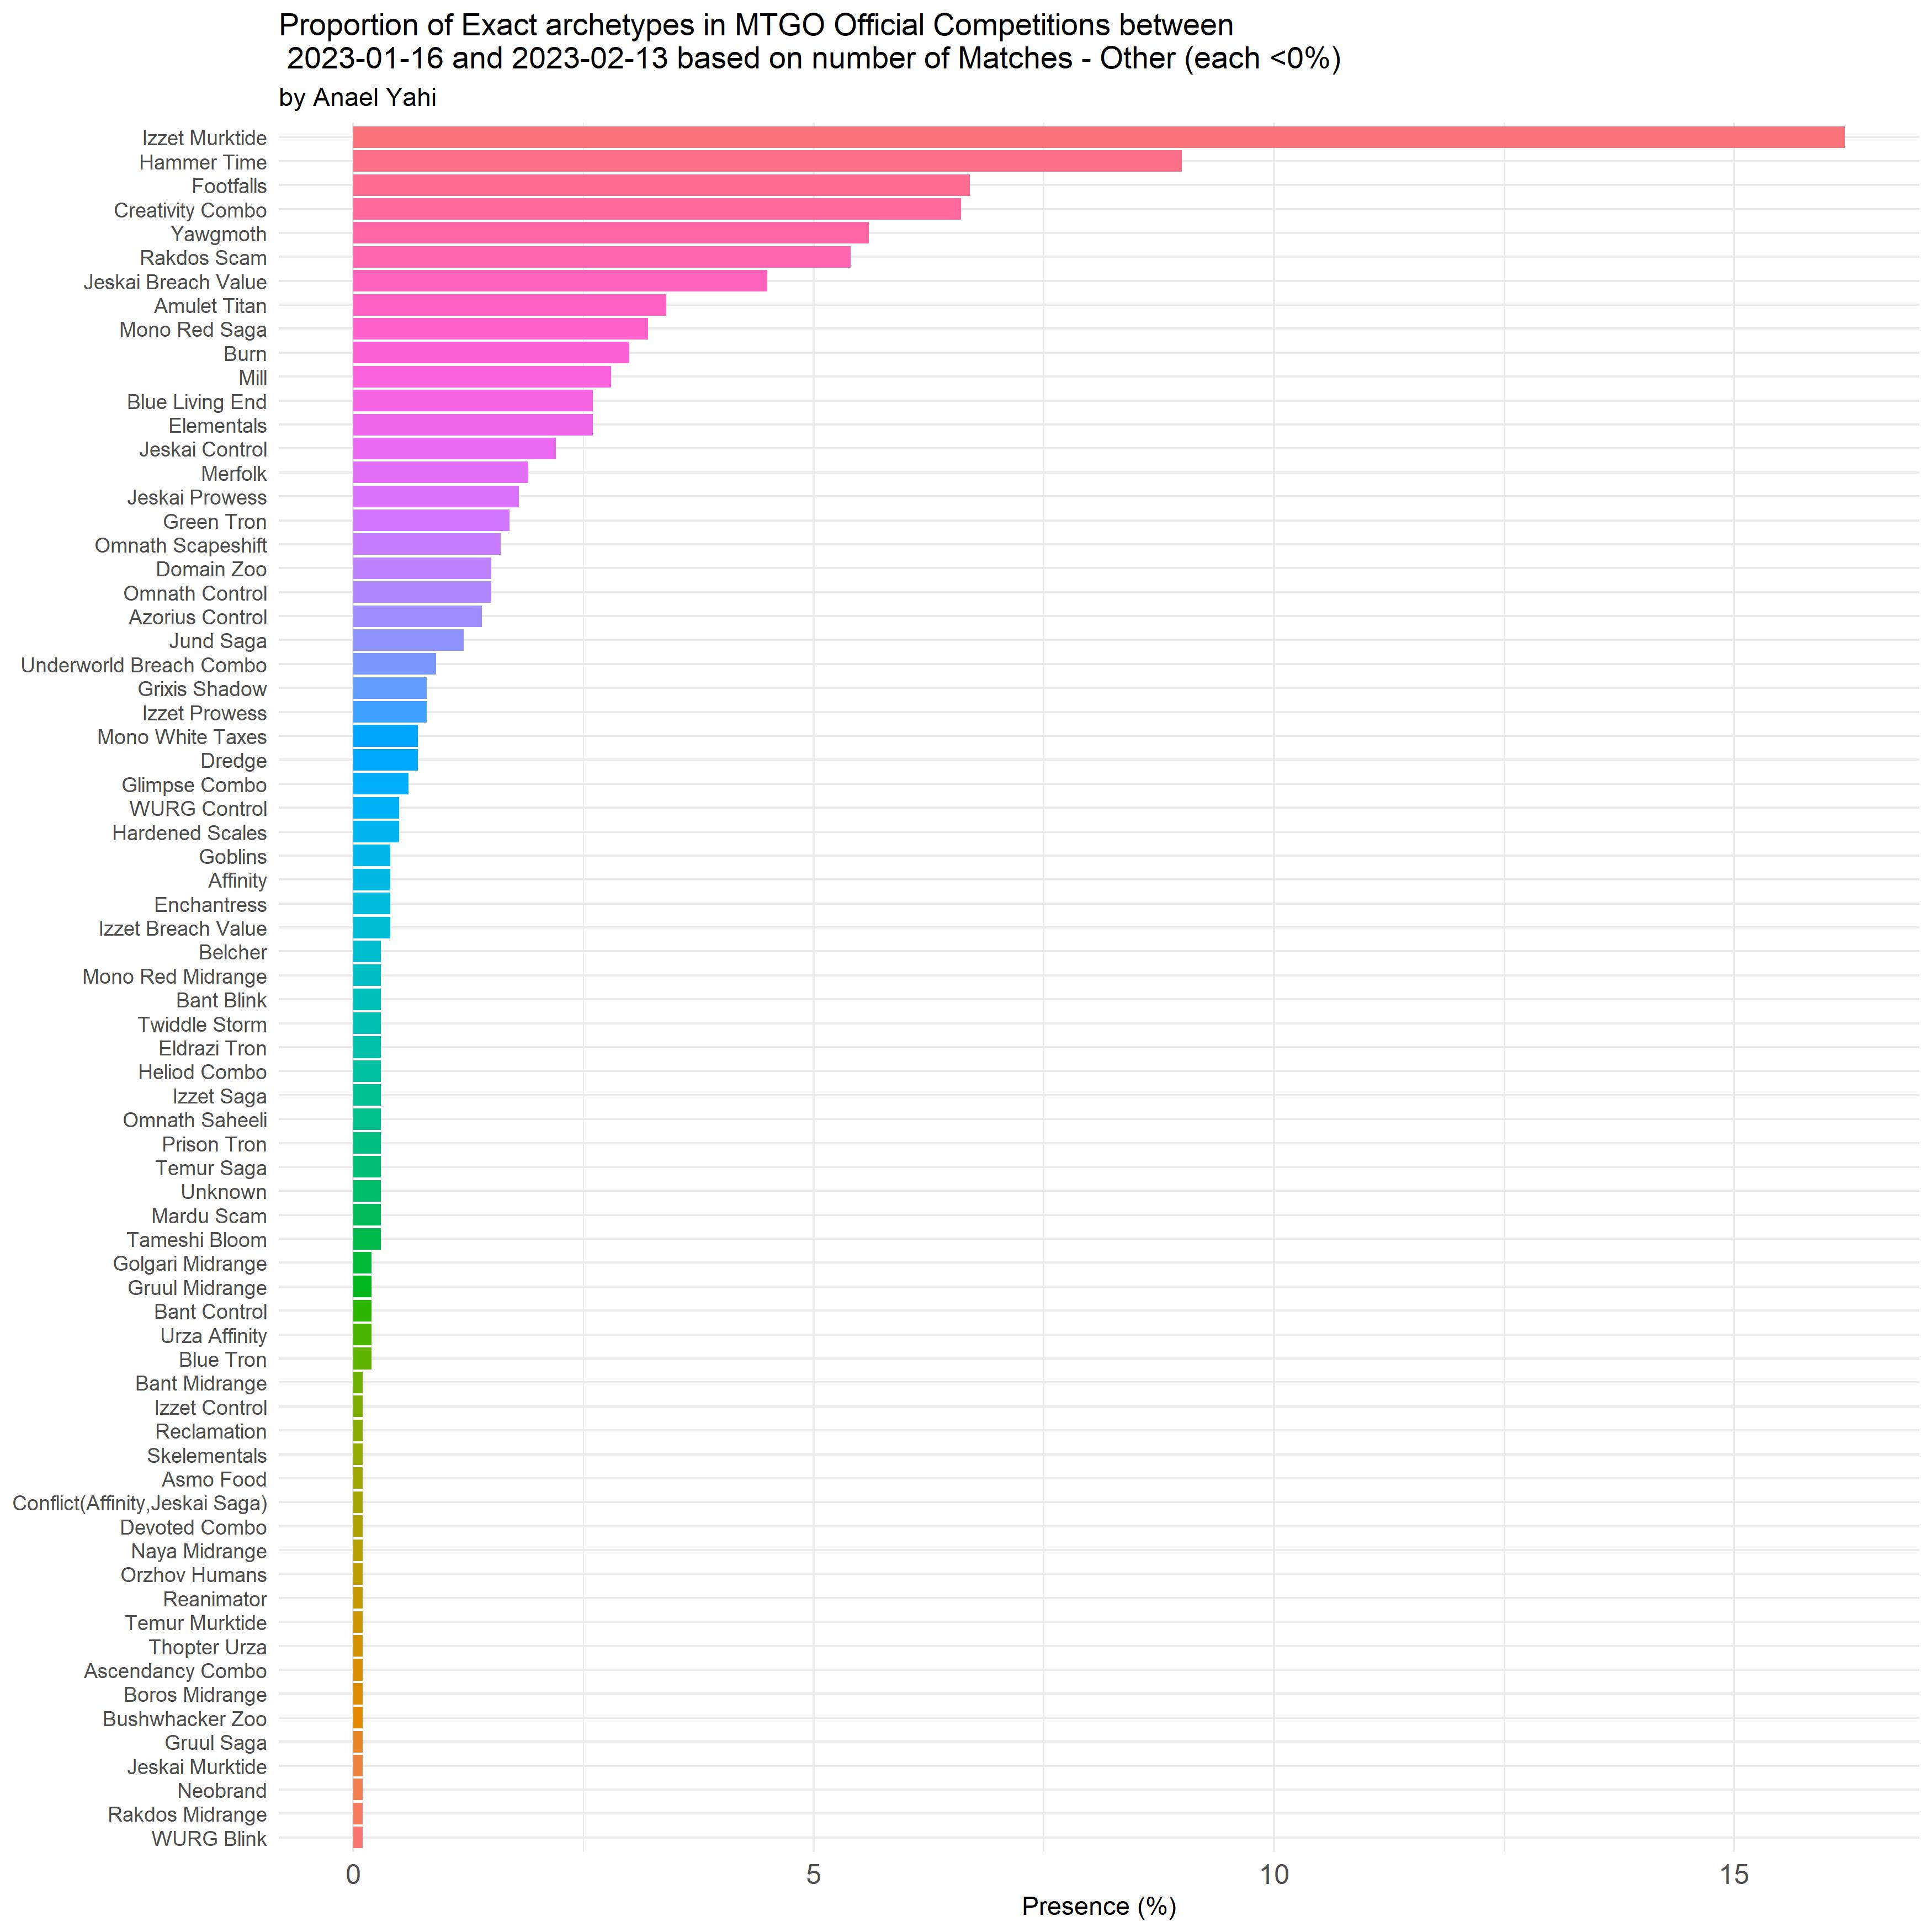 Proportion of Exact archetypes in MTGO Official Competitions between
2023-01-16 and 2023-02-13 based on number of Matches - Other (each <0%)
by Anael Yahi
Izzet Murktide
Hammer Time
Footfalls
Creativity Combo
Yawgmoth
Rakdos Scam
Jeskai Breach Value
Amulet Titan
Mono Red Saga
Burn
Mill
Blue Living End
Elementals
Jeskai Control
Merfolk
Jeskai Prowess
Green Tron
Omnath Scapeshift
Domain Zoo
Omnath Control
Azorius Control
Jund Saga
Underworld Breach Combo
Grixis Shadow
Izzet Prowess
Mono White Taxes
Dredge
Glimpse Combo
WURG Control
Hardened Scales
Goblins
Affinity
Enchantress
Izzet Breach Value
Belcher
Mono Red Midrange
Bant Blink
Twiddle Storm
Eldrazi Tron
Heliod Combo
Izzet Saga
Omnath Saheeli
Prison Tron
Temur Saga
Unknown
Mardu Scam
Tameshi Bloom
Golgari Midrange
Gruul Midrange
Bant Control
Urza Affinity
Blue Tron
Bant Midrange
Izzet Control
Reclamation
Skelementals
Asmo Food
Conflict(Affinity,Jeskai Saga)
Devoted Combo
Naya Midrange
Orzhov Humans
Reanimator
Temur Murktide
Thopter Urza
Ascendancy Combo
Boros Midrange
Bushwhacker Zoo
Gruul Saga
Jeskai Murktide
Neobrand
Rakdos Midrange
WURG Blink
0 5 10 15
Presence (%)